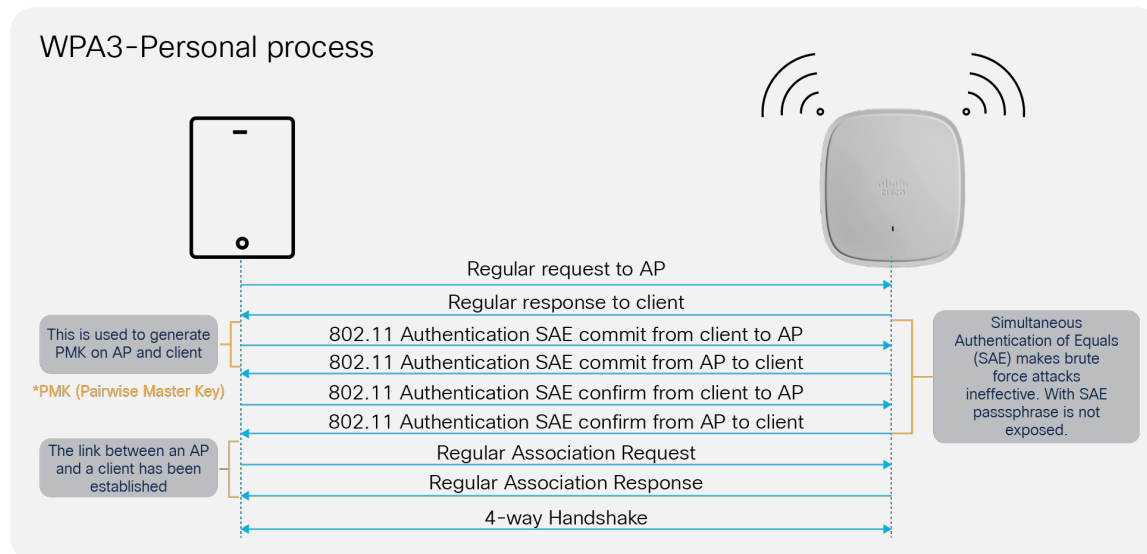 WPA3-Personal process
cisco
Regular request to AP
Regular response to client
This is used to generate
PMK on AP and client
*PMK (Pairwise Master Key)
802.11 Authentication SAE commit from client to AP
802.11 Authentication SAE commit from AP to client
802.11 Authentication SAE confirm from client to AP
802.11 Authentication SAE confirm from AP to client
Simultaneous
Authentication of Equals
(SAE) makes brute
force attacks
ineffective. With SAE
passsphrase is not
exposed.
The link between an AP
and a client has been
established
Regular Association Request
Regular Association Response
4-way Handshake